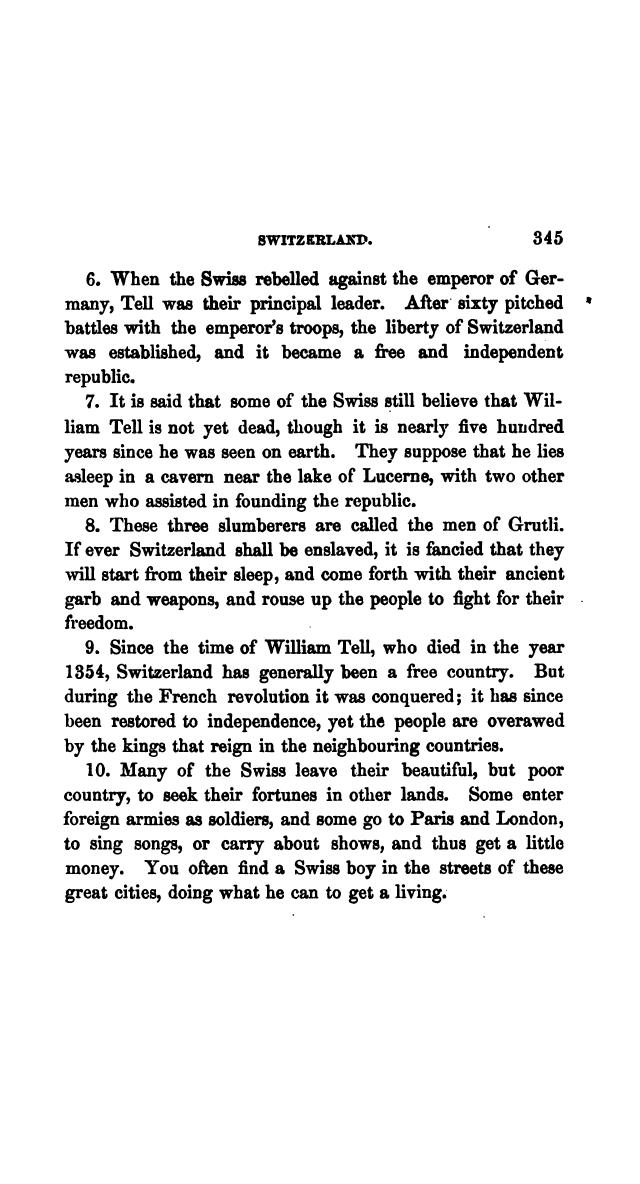 SWITZERLAND. 345
6. When the Swiss rebelled against the emperor of Ger-
many, Tell was their principal leader. After sixty pitched
battles with the emperor's troops, the liberty of Switzerland
was established, and it became a free and independent
republic.
7. It is said that some of the Swiss still believe that Wil-
liam Tell is not yet dead, though it is nearly five hundred
years since he was seen on earth. They suppose that he lies
asleep in a cavern near the lake of Lucerne, with two other
men who assisted in founding the republic.
8. These three slumberers are called the men of Grutli.
If ever Switzerland shall be enslaved, it is fancied that they
will start from their sleep, and come forth with their ancient
garb and weapons, and rouse up the people to fight for their
freedom.
9. Since the time of William Tell, who died in the year
1354, Switzerland has generally been a free country. But
during the French revolution it was conquered; it has since
been restored to independence, yet the people are overawed
by the kings that reign in the neighbouring countries.
10. Many of the Swiss leave their beautiful, but poor
country, to seek their fortunes in other lands. Some enter
foreign armies as soldiers, and some go to Paris and London,
to sing songs, or carry about shows, and thus get a little
money. You often find a Swiss boy in the streets of these
great cities, doing what he can to get a living.